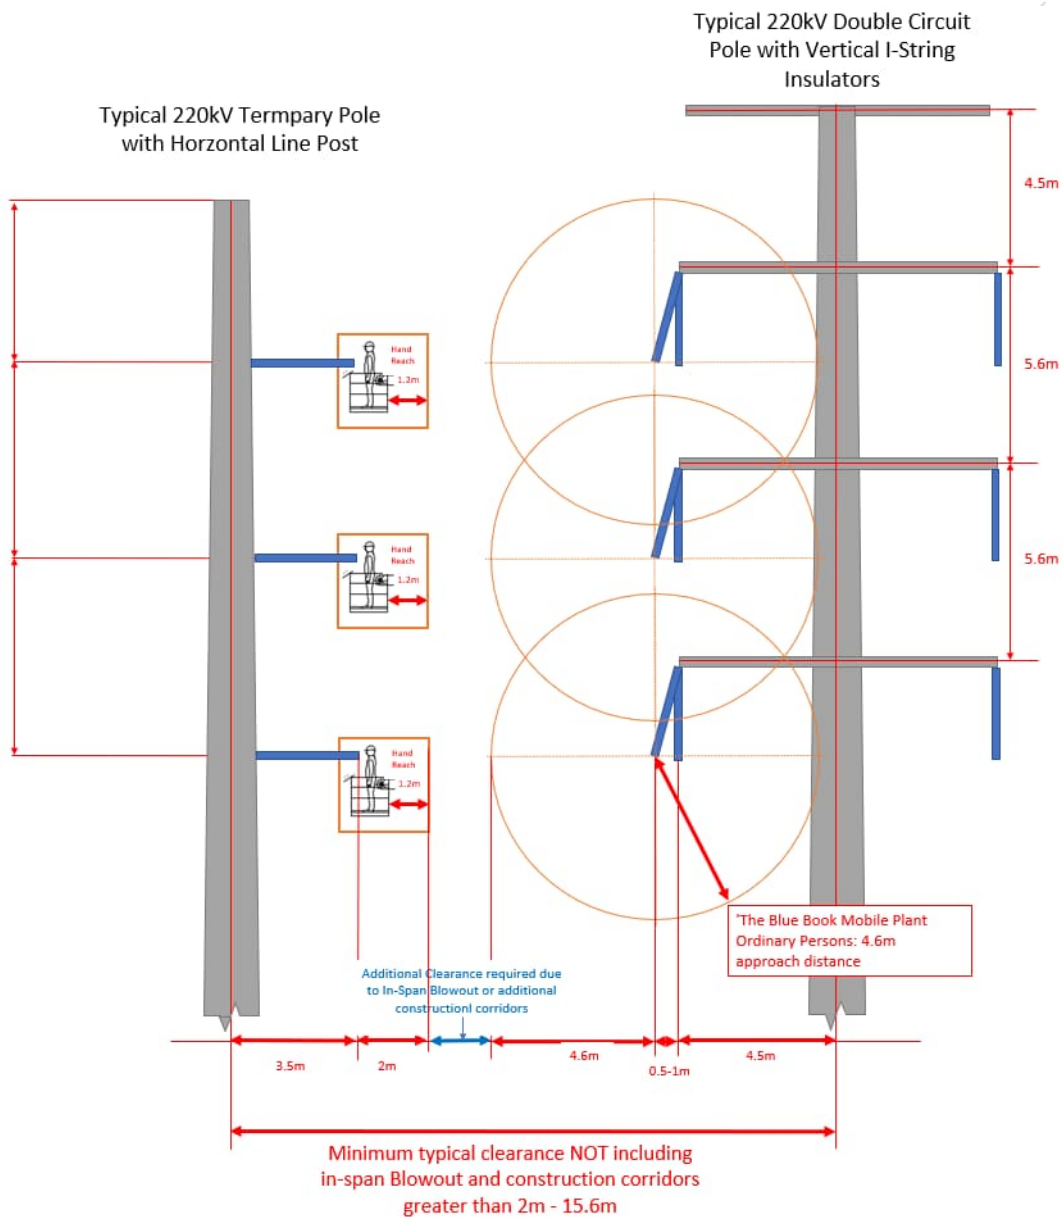 Typical 220kV Double Circuit
Pole with Vertical I-String
Insulators
Typical 220kV Termpary Pole
with Horzontal Line Post
4.5m
5.6m
5.6m
Hand
Reach
1.2m
Hand
Reach
1.2m
Hand
Reach
1.2m
'The Blue Book Mobile Plant
Ordinary Persons: 4.6m
approach distance
Additional Clearance required due
to In-Span Blowout or additional
constructionl corridors
3.5m
2m
4.6m
0.5-1m
4.5m
Minimum typical clearance NOT including
in-span Blowout and construction corridors
greater than 2m - 15.6m